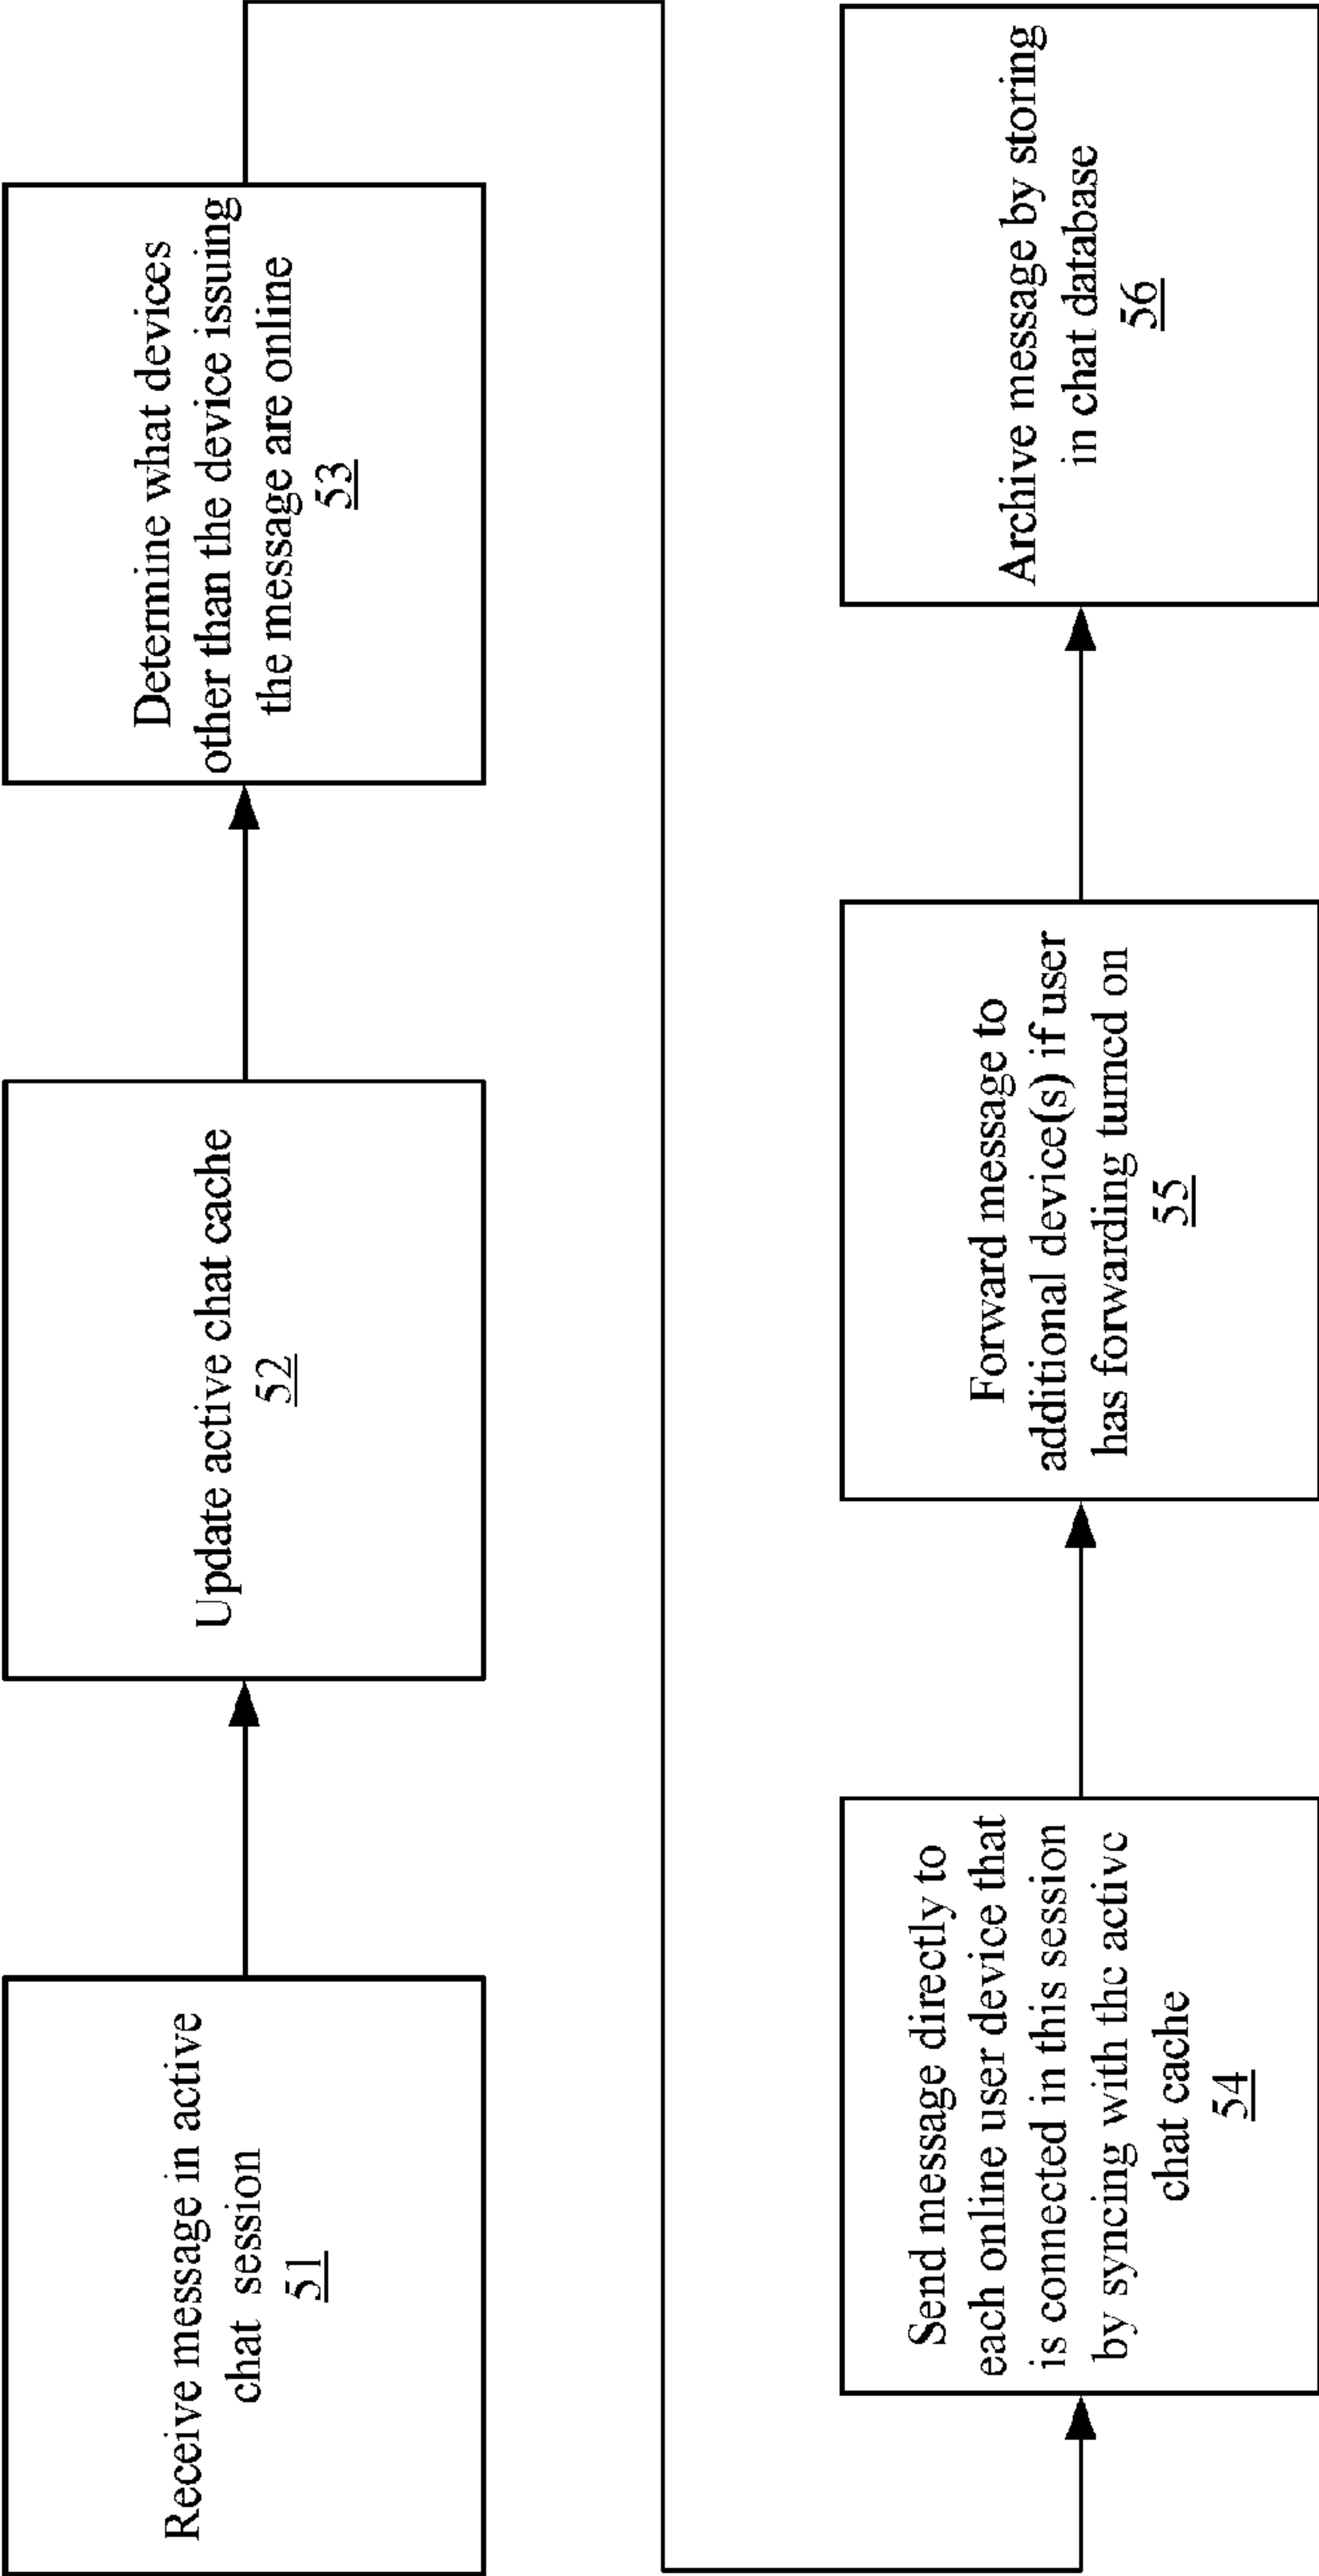 Receive message in active
chat session
51
Update active chat cache
52
Determine what devices
other than the device issuing
the message are online
53
Send message directly to
each online user device that
is connected in this session
by syncing with the active
chat cache
54
Forward message to
additional device(s) if user
has forwarding turned on
55
Archive message by storing
in chat database
56